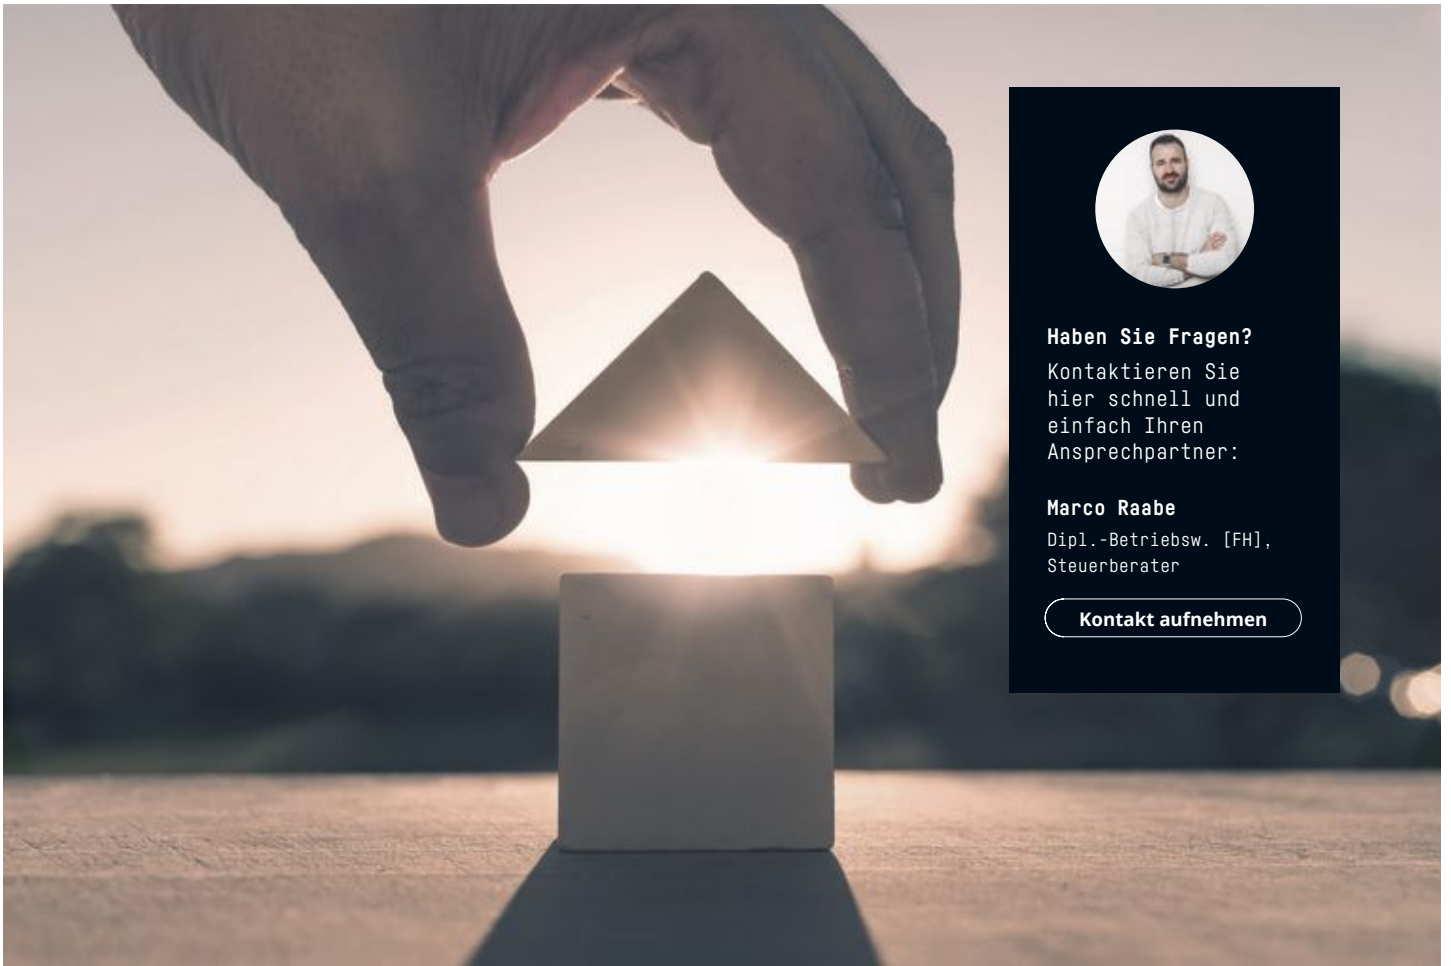 Haben Sie Fragen?
Kontaktieren Sie
hier schnell und
einfach Ihren
Ansprechpartner:
Marco Raabe
Dipl.-Betriebsw. [FH],
Steuerberater
Kontakt aufnehmen